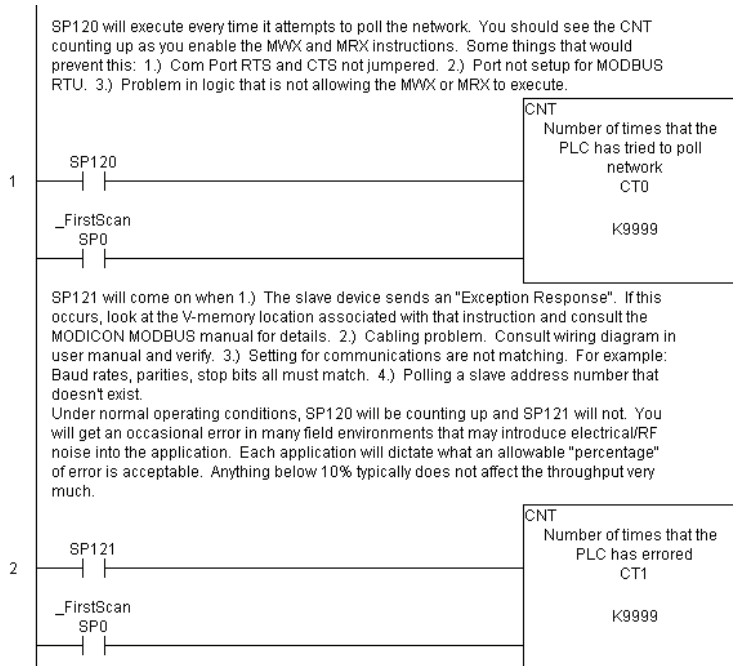 SP120 will execute every time it attempts to poll the network. You should see the CNT
counting up as you enable the MWX and MRX instructions. Some things that would
prevent this: 1.) Com Port RTS and CTS not jumpered. 2.) Port not setup for MODBUS
RTU. 3.) Problem in logic that is not allowing the MWX or MRX to execute.
CNT
Number of times that the
PLC has tried to poll
network
CT0
K9999
1
SP120
_FirstScan
SP0
SP121 will come on when 1.) The slave device sends an "Exception Response". If this
occurs, look at the V-memory location associated with that instruction and consult the
MODICON MODBUS manual for details. 2.) Cabling problem. Consult wiring diagram in
user manual and verify. 3.) Setting for communications are not matching. For example:
Baud rates, parities, stop bits all must match. 4.) Polling a slave address number that
doesn't exist.
Under normal operating conditions, SP120 will be counting up and SP121 will not. You
will get an occasional error in many field environments that may introduce electrical/RF
noise into the application. Each application will dictate what an allowable "percentage"
of error is acceptable. Anything below 10% typically does not affect the throughput very
much.
CNT
Number of times that the
PLC has errored
CT1
K9999
2
SP121
_FirstScan
SP0